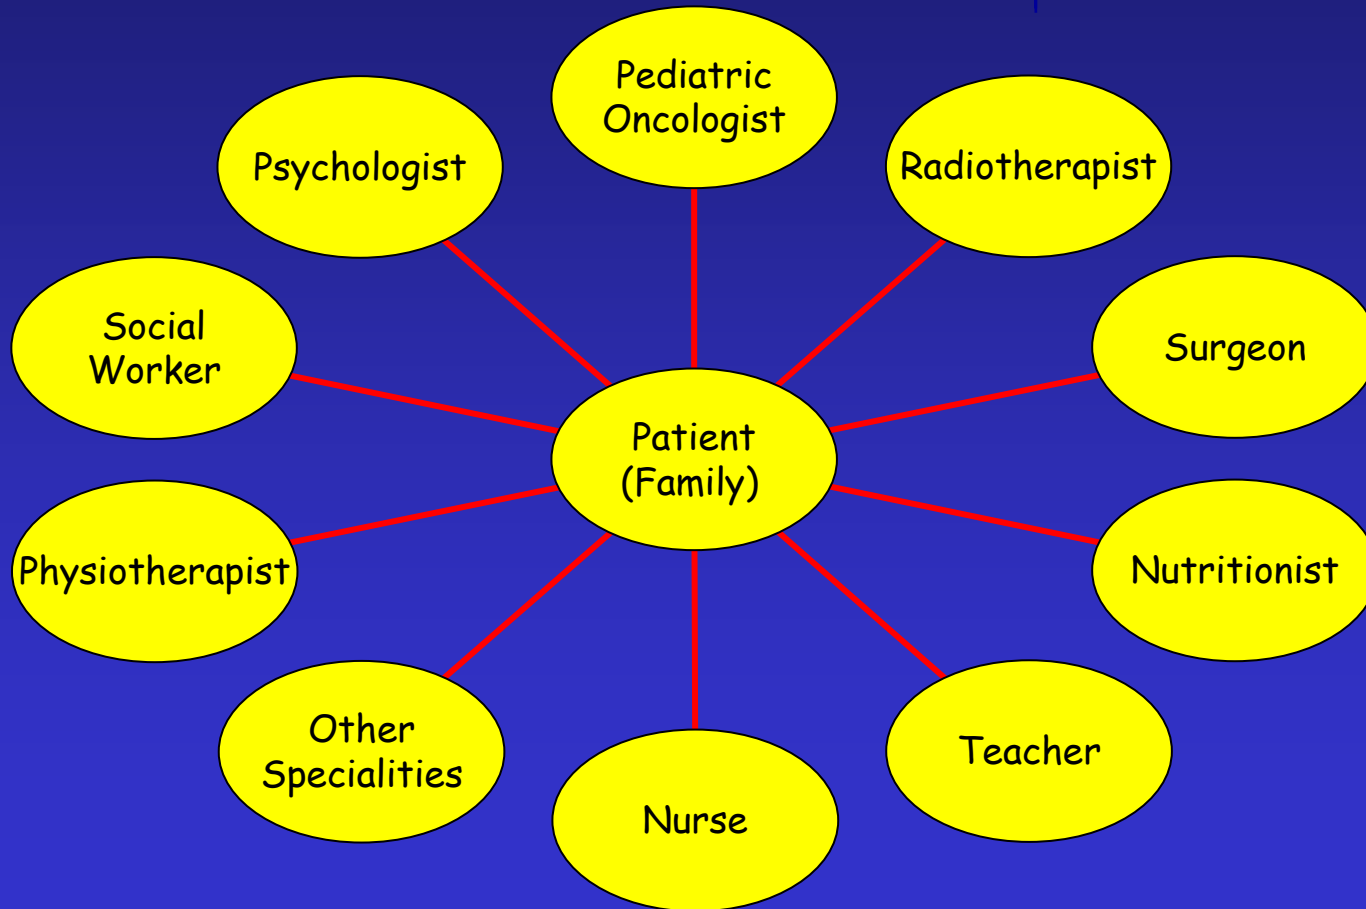 Pediatric
Oncologist
Psychologist
Radiotherapist
Social
Worker
Surgeon
Patient
(Family)
Physiotherapist
Nutritionist
Other
Specialities
Teacher
Nurse